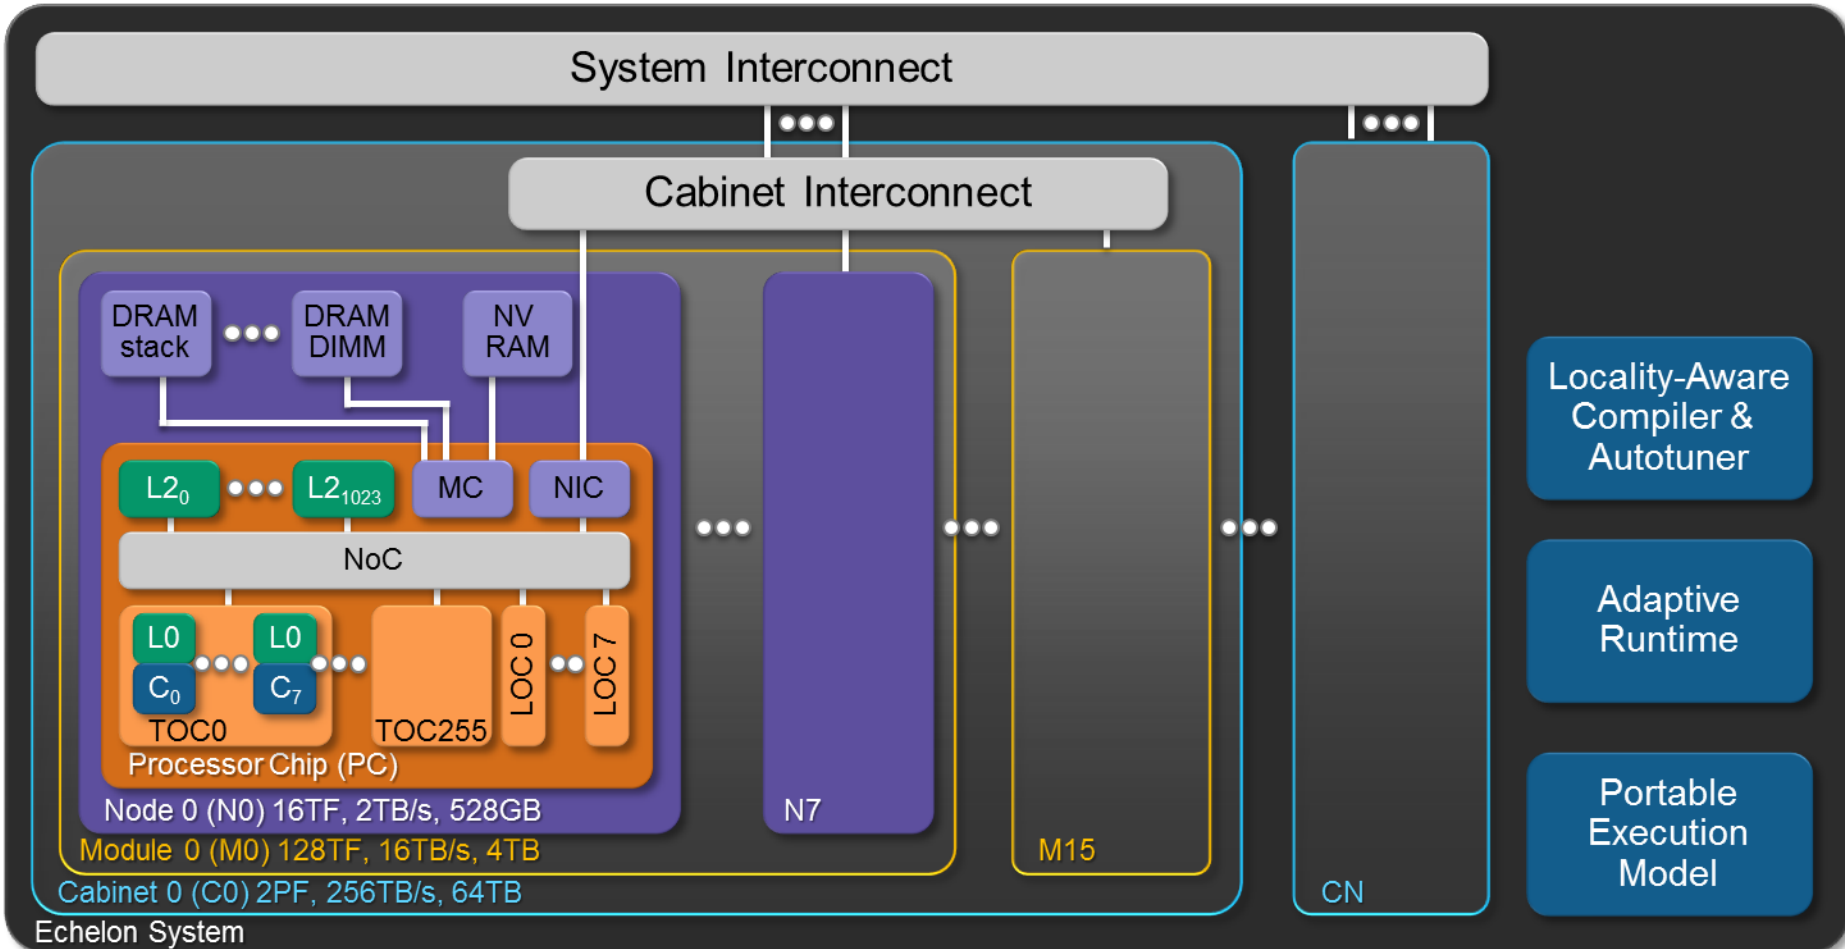 System Interconnect
Cabinet Interconnect
DRAM
stack
DRAM
DIMM
NV
RAM
L2₀
L2₁₀₂₃
MC
NIC
NoC
L0
C₀
L0
C₇
TOC0
TOC255
LOC 0
LOC 7
Processor Chip (PC)
Node 0 (N0) 16TF, 2TB/s, 528GB
N7
Module 0 (M0) 128TF, 16TB/s, 4TB
M15
Cabinet 0 (C0) 2PF, 256TB/s, 64TB
CN
Echelon System
Locality-Aware
Compiler &
Autotuner
Adaptive
Runtime
Portable
Execution
Model